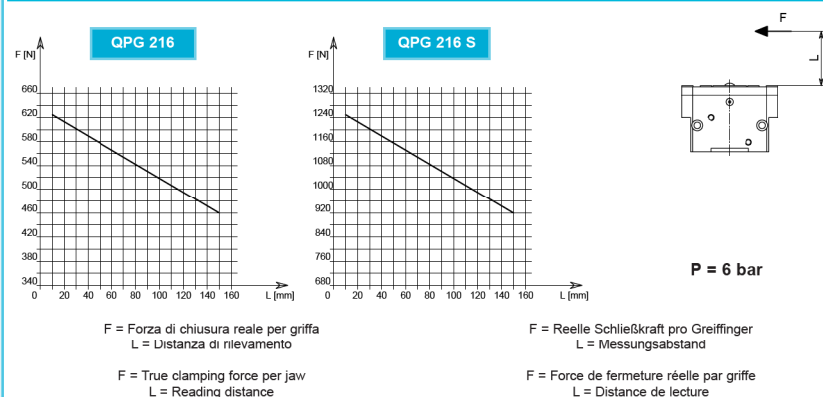 QPG 216
F [N]
660
620
580
540
500
460
420
380
340
0 20 40 60 80 100 120 140 160
L [mm]
QPG 216 S
F [N]
1320
1240
1160
1080
1000
920
840
760
680
0 20 40 60 80 100 120 140 160
L [mm]
F
L
P = 6 bar
F = Forza di chiusura reale per griffa
L = Distanza di rilevamento
F = Reelle Schließkraft pro Greiffinger
L = Messungsabstand
F = True clamping force per jaw
L = Reading distance
F = Force de fermeture réelle par griffe
L = Distance de lecture